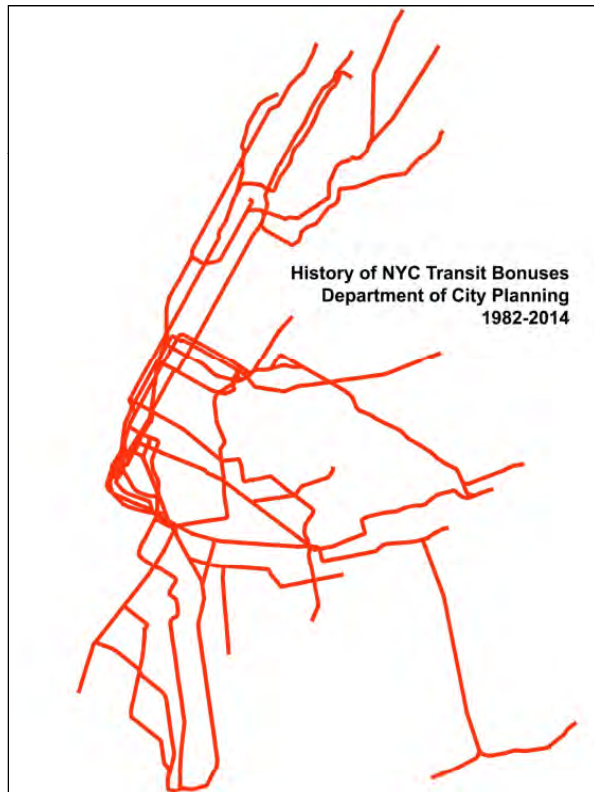 History of NYC Transit Bonuses
Department of City Planning
1982-2014